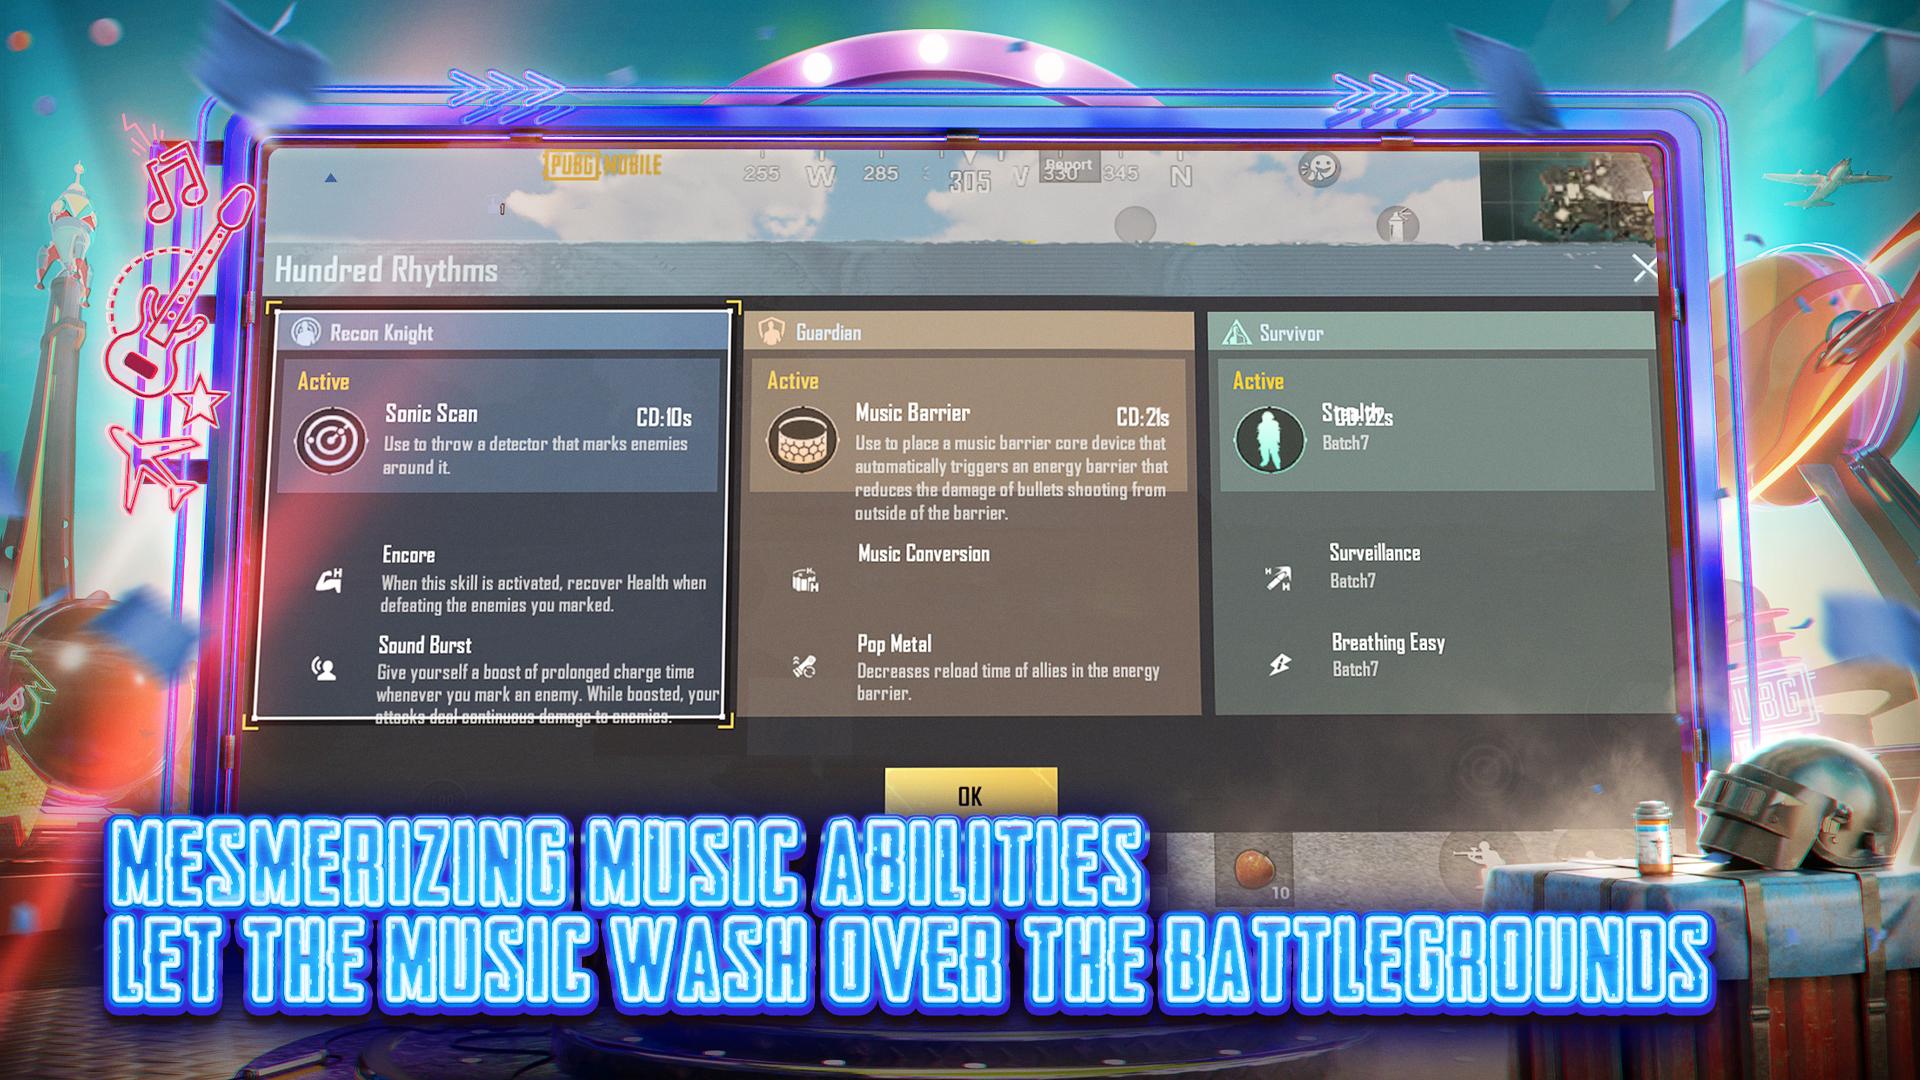 PUBG MOBILE
255 W 285 305 V 330 345 N
Report
1
Hundred Rhythms
Recon Knight
Active
Sonic Scan CD:10s
Use to throw a detector that marks enemies
around it.
Encore
When this skill is activated, recover Health when
defeating the enemies you marked.
Sound Burst
Give yourself a boost of prolonged charge time
whenever you mark an enemy. While boosted, your
attacks deal continuous damage to enemies.
Guardian
Active
Music Barrier CD:21s
Use to place a music barrier core device that
automatically triggers an energy barrier that
reduces the damage of bullets shooting from
outside of the barrier.
Music Conversion
Pop Metal
Decreases reload time of allies in the energy
barrier.
Survivor
Active
Stealth CD:22s
Batch7
Surveillance
Batch7
Breathing Easy
Batch7
OK
10
PUBG
MESMERIZING MUSIC ABILITIES
LET THE MUSIC WASH OVER THE BATTLEGROUNDS